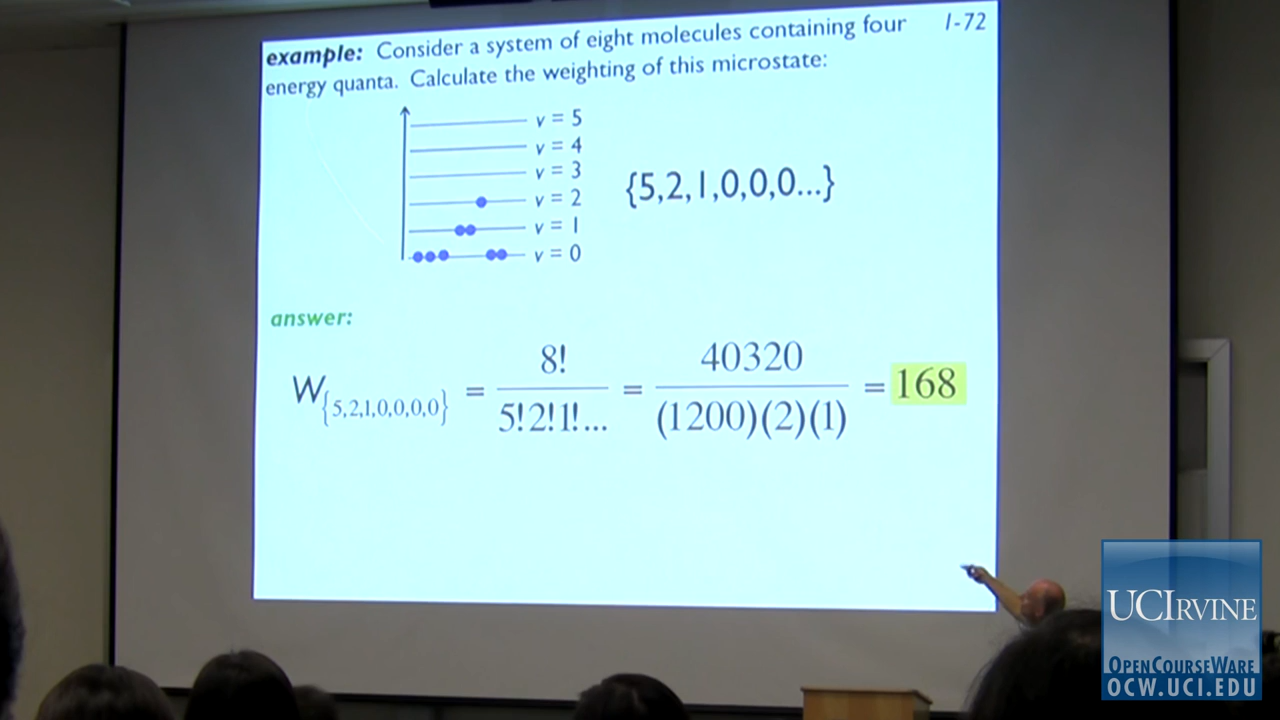 example: Consider a system of eight molecules containing four
1-72
energy quanta. Calculate the weighting of this microstate:
v = 5
v = 4
v = 3
v = 2
v = 1
v = 0
{5,2,1,0,0,0...}
answer:
W{5,2,1,0,0,0,0} = 8! / 5!2!1!... = 40320 / (1200)(2)(1) = 168
UCIRVINE
OPENCOURSEWARE
OCW.UCI.EDU